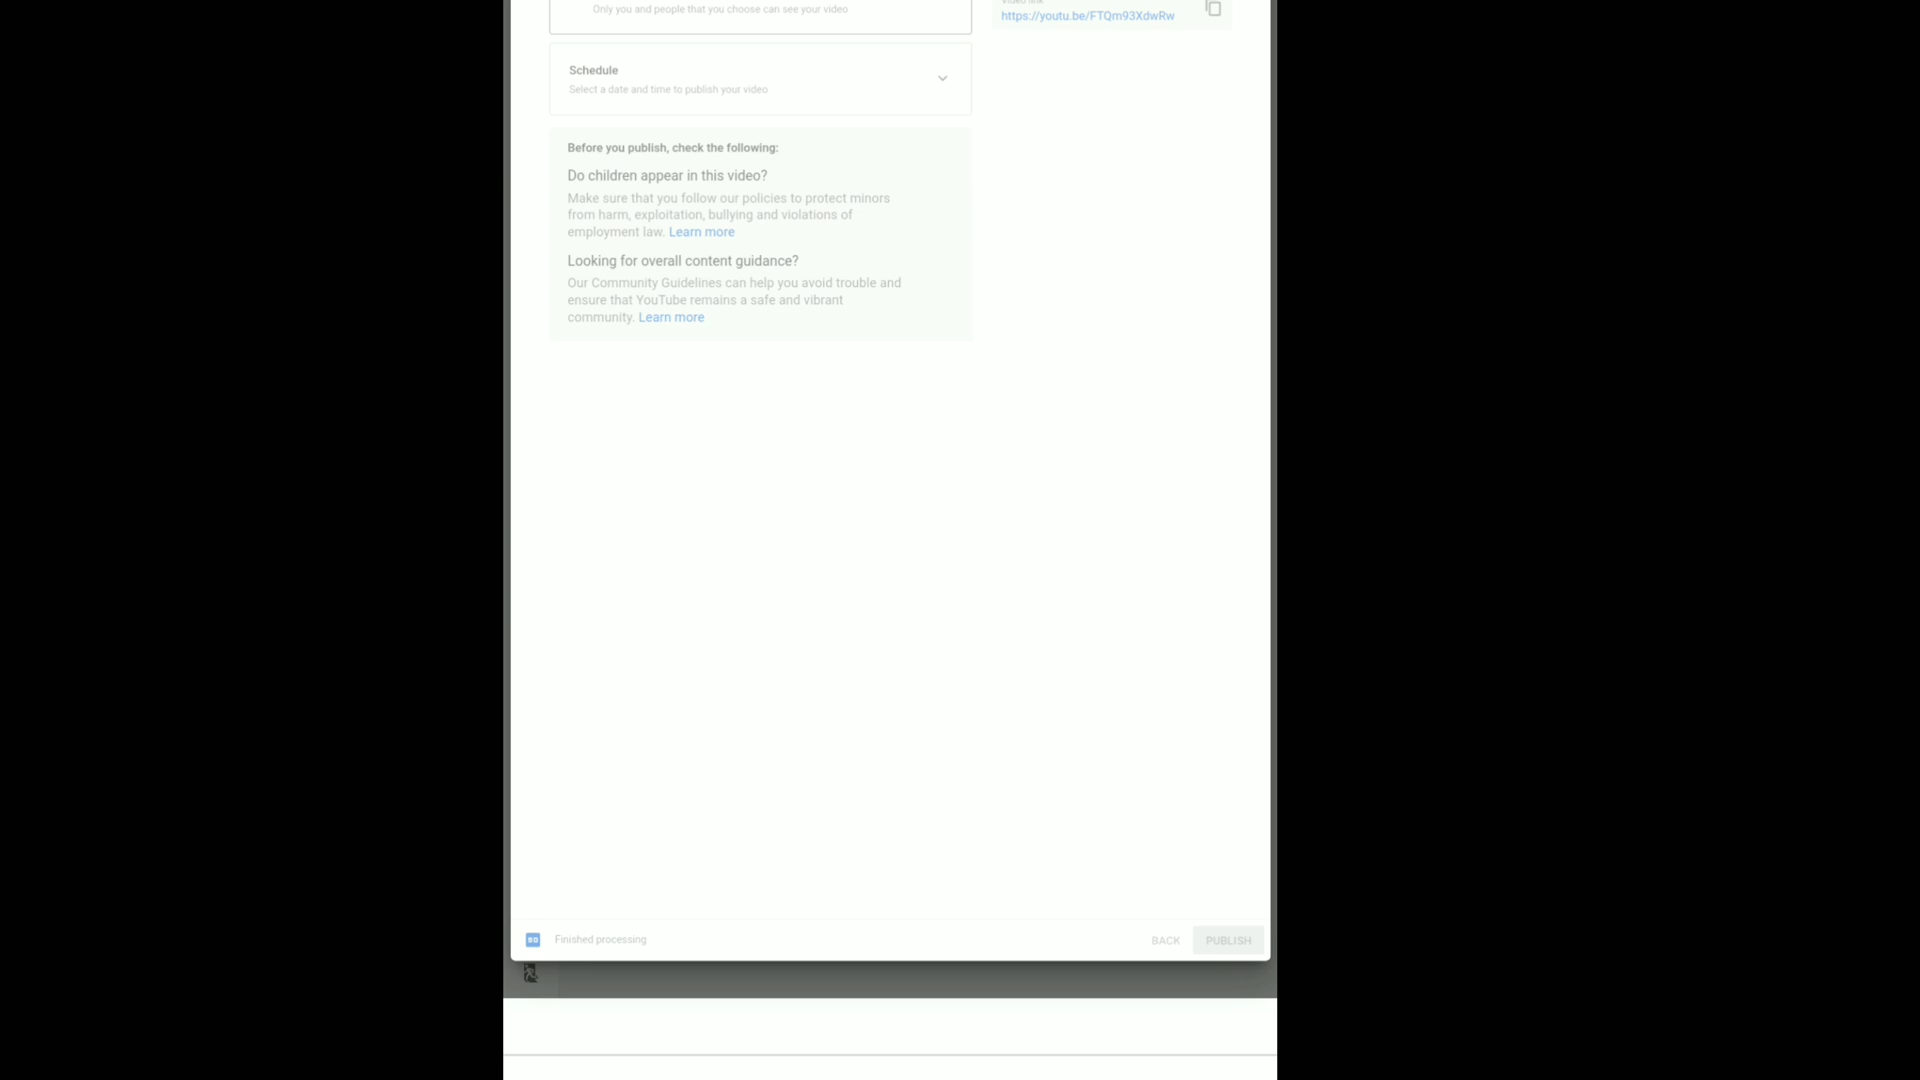 Only you and people that you choose can see your video
Video link
https://youtu.be/FTQm93XdwRw
Schedule
Select a date and time to publish your video
Before you publish, check the following:
Do children appear in this video?
Make sure that you follow our policies to protect minors
from harm, exploitation, bullying and violations of
employment law. Learn more
Looking for overall content guidance?
Our Community Guidelines can help you avoid trouble and
ensure that YouTube remains a safe and vibrant
community. Learn more
Finished processing
BACK
PUBLISH